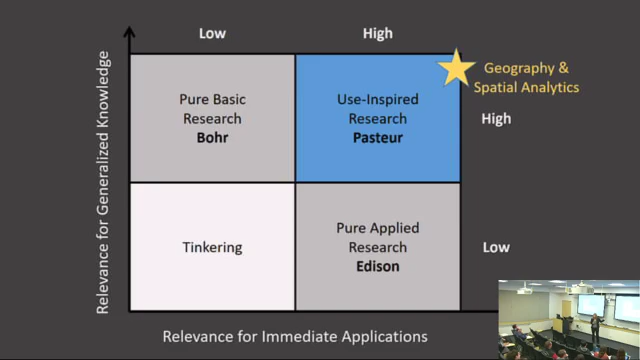 Low
High
Geography &
Spatial Analytics
Relevance for Generalized Knowledge
Pure Basic
Research
Bohr
Use-Inspired
Research
Pasteur
High
Tinkering
Pure Applied
Research
Edison
Low
Relevance for Immediate Applications